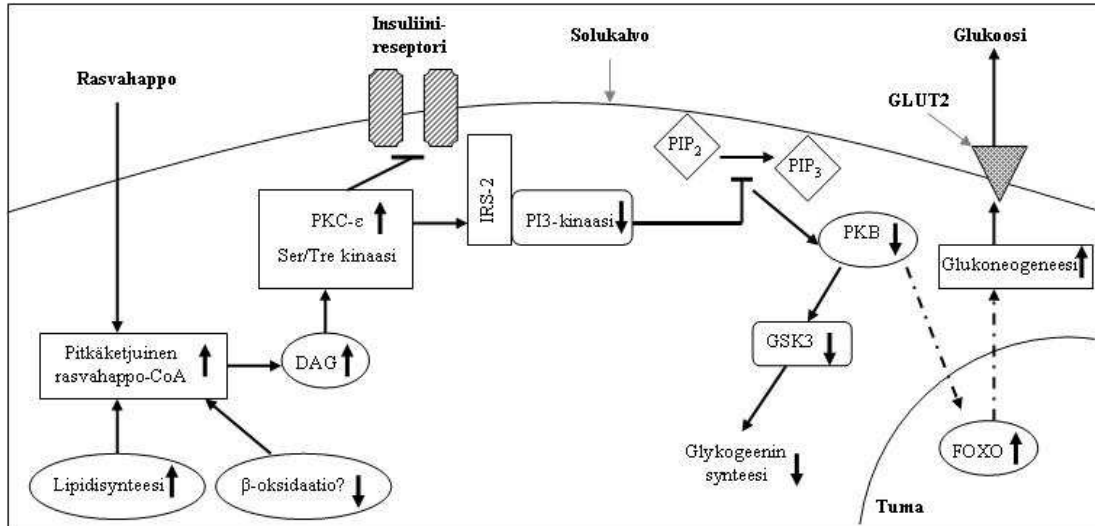 Insuliini-
reseptori
Solukalvo
Glukoosi
Rasvahappo
GLUT2
PIP2
PIP3
IRS-2
PKC-ε
Ser/Tre kinaasi
PI3-kinaasi
PKB
Glukoneogeneesi
Pitkäketjuinen
rasvahappo-CoA
DAG
GSK3
Lipidisynteesi
β-oksidaatio?
Glykogeenin
synteesi
FOXO
Tuma